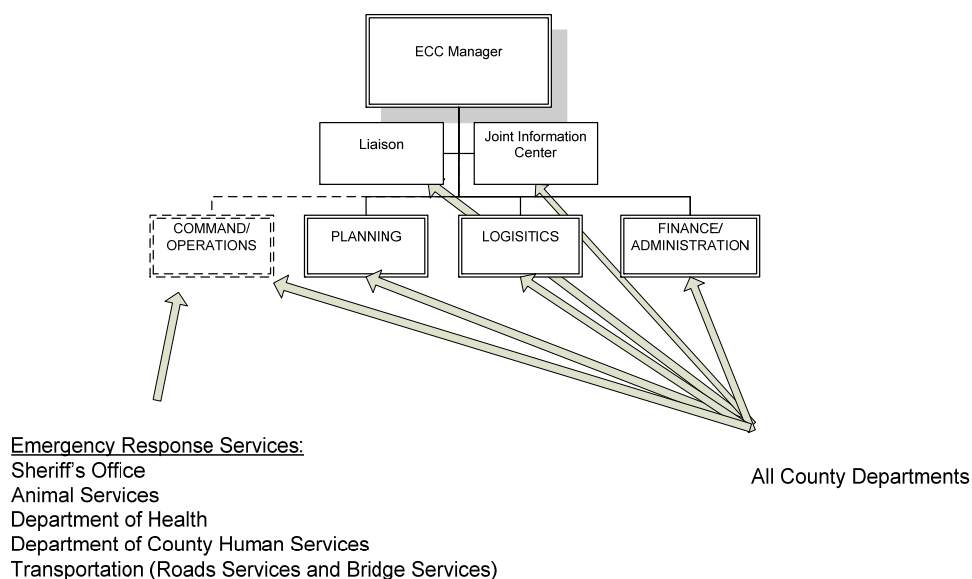 ECC Manager
Liaison
Joint Information
Center
COMMAND/
OPERATIONS
PLANNING
LOGISITICS
FINANCE/
ADMINISTRATION
Emergency Response Services:
Sheriff's Office
Animal Services
Department of Health
Department of County Human Services
Transportation (Roads Services and Bridge Services)
All County Departments